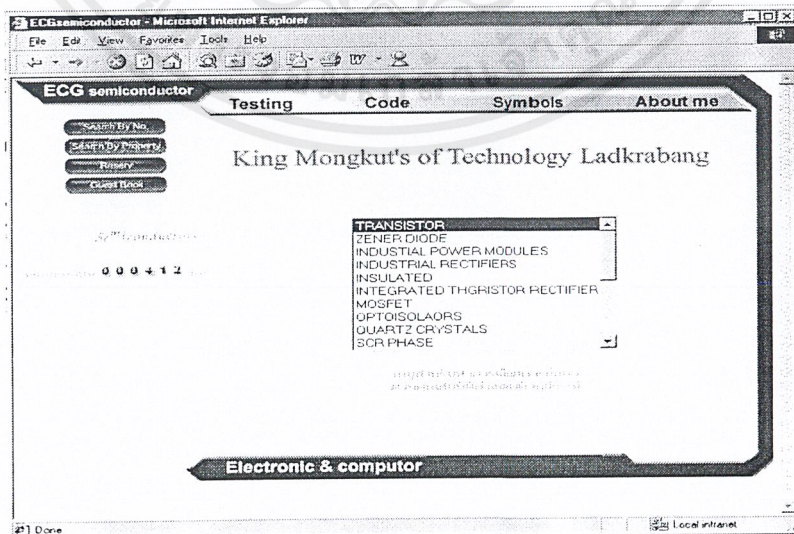 ECGsemiconductor - Microsoft Internet Explorer
File Edit View Favorites Tools Help
ECG semiconductor
Testing Code Symbols About me
Search By No.
Search By Property
Guest Book
King Mongkut's of Technology Ladkrabang
Semiconductors
000412
TRANSISTOR
ZENER DIODE
INDUSTIAL POWER MODULES
INDUSTRIAL RECTIFIERS
INSULATED
INTEGRATED THGRISTOR RECTIFIER
MOSFET
OPTOISOLAORS
QUARTZ CRYSTALS
SCR PHASE
Electronic & computor
Done
Local intranet